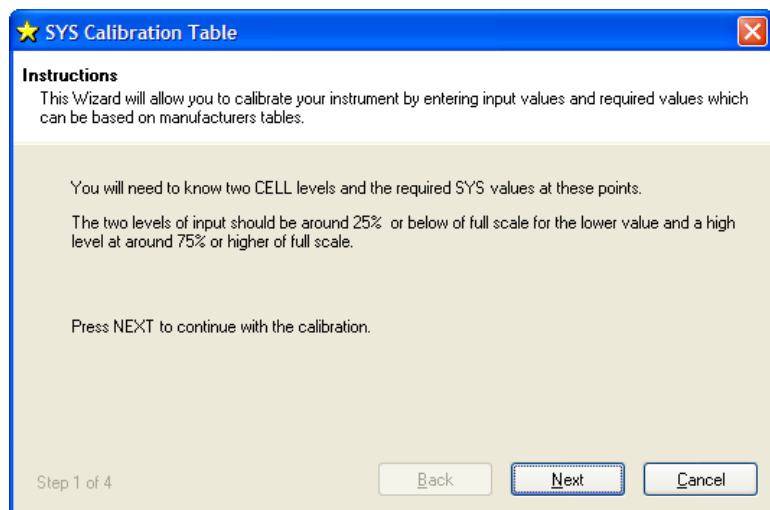 SYS Calibration Table
Instructions
This Wizard will allow you to calibrate your instrument by entering input values and required values which
can be based on manufacturers tables.
You will need to know two CELL levels and the required SYS values at these points.
The two levels of input should be around 25%  or below of full scale for the lower value and a high
level at around 75% or higher of full scale.
Press NEXT to continue with the calibration.
Step 1 of 4
Back
Next
Cancel